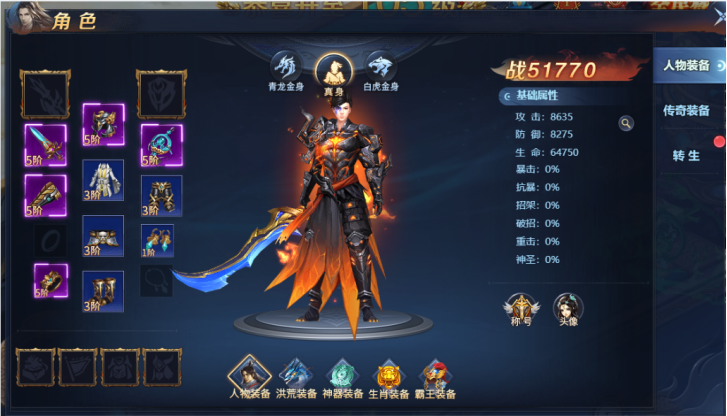 角色
青龙金身
真身
白虎金身
战51770
基础属性
攻击：8635
防御：8275
生命：64750
暴击：0%
抗暴：0%
招架：0%
破招：0%
重击：0%
神圣：0%
称号
头像
人物装备
传奇装备
转生
5阶
5阶
5阶
5阶
3阶
3阶
3阶
1阶
5阶
3阶
人物装备
洪荒装备
神器装备
生肖装备
霸王装备